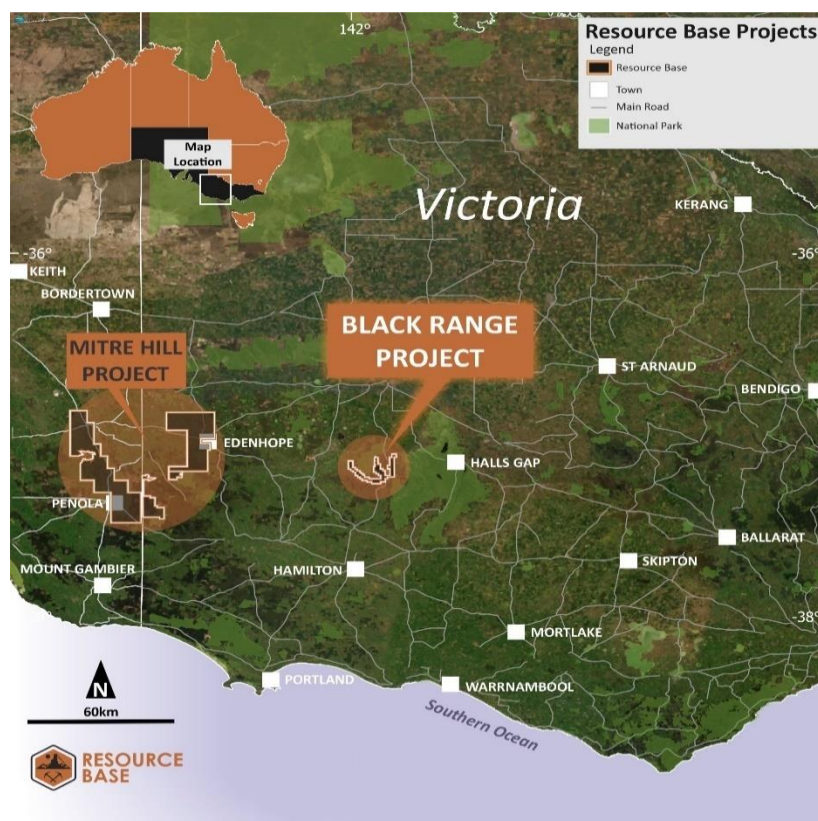 142°
Resource Base Projects
Legend
Resource Base
Town
Main Road
National Park
Map
Location
Victoria
KERANG
-36°
-36°
KEITH
BORDERTOWN
BLACK RANGE
PROJECT
MITRE HILL
PROJECT
ST ARNAUD
BENDIGO
EDENHOPE
HALLS GAP
PENOLA
BALLARAT
MOUNT GAMBIER
HAMILTON
SKIPTON
-38°
MORTLAKE
N
60km
PORTLAND
WARRNAMBOOL
Southern Ocean
RESOURCE
BASE